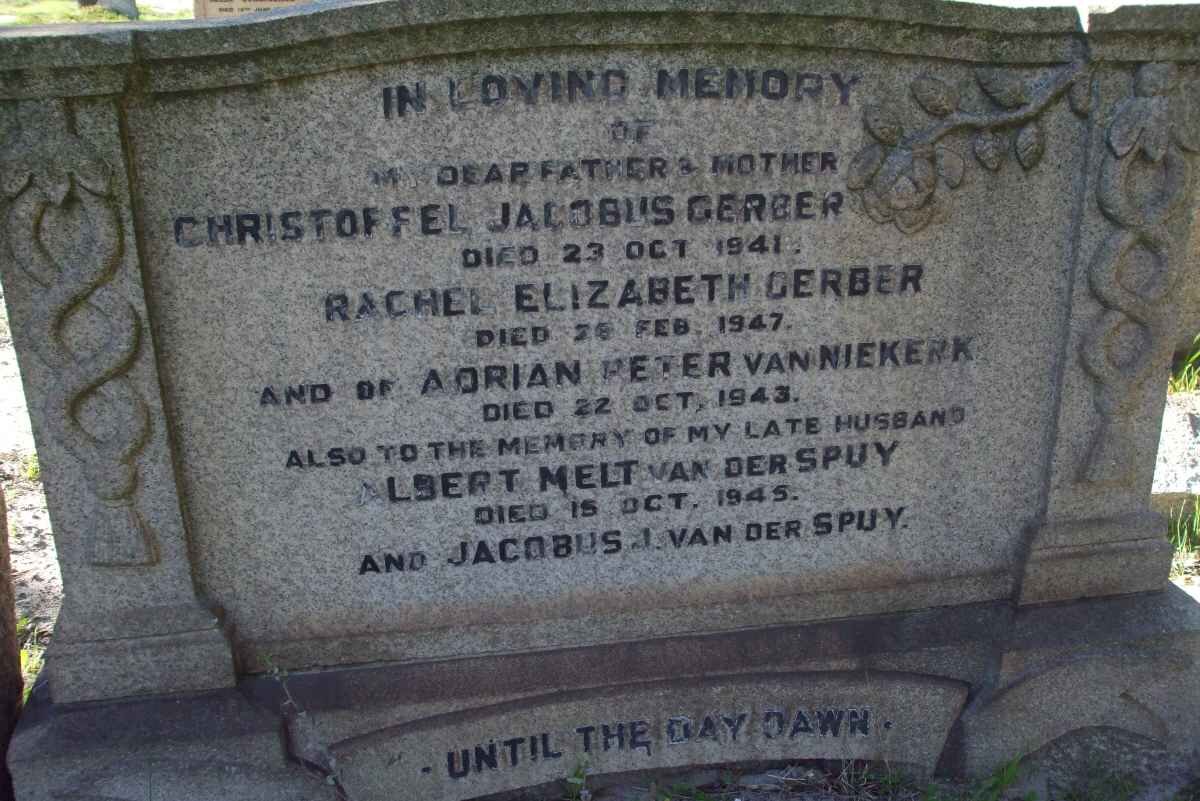 IN LOVING MEMORY
OF
MY DEAR FATHER & MOTHER
CHRISTOFFEL JACOBUS GERBER
DIED 23 OCT 1941.
RACHEL ELIZABETH GERBER
DIED 28 FEB. 1947.
AND OF ADRIAN PETER VAN NIEKERK
DIED 22 OCT, 1943.
ALSO TO THE MEMORY OF MY LATE HUSBAND
ALBERT MELT VAN DER SPUY
DIED 15 OCT. 1945.
AND JACOBUS J. VAN DER SPUY.
· UNTIL THE DAY DAWN ·